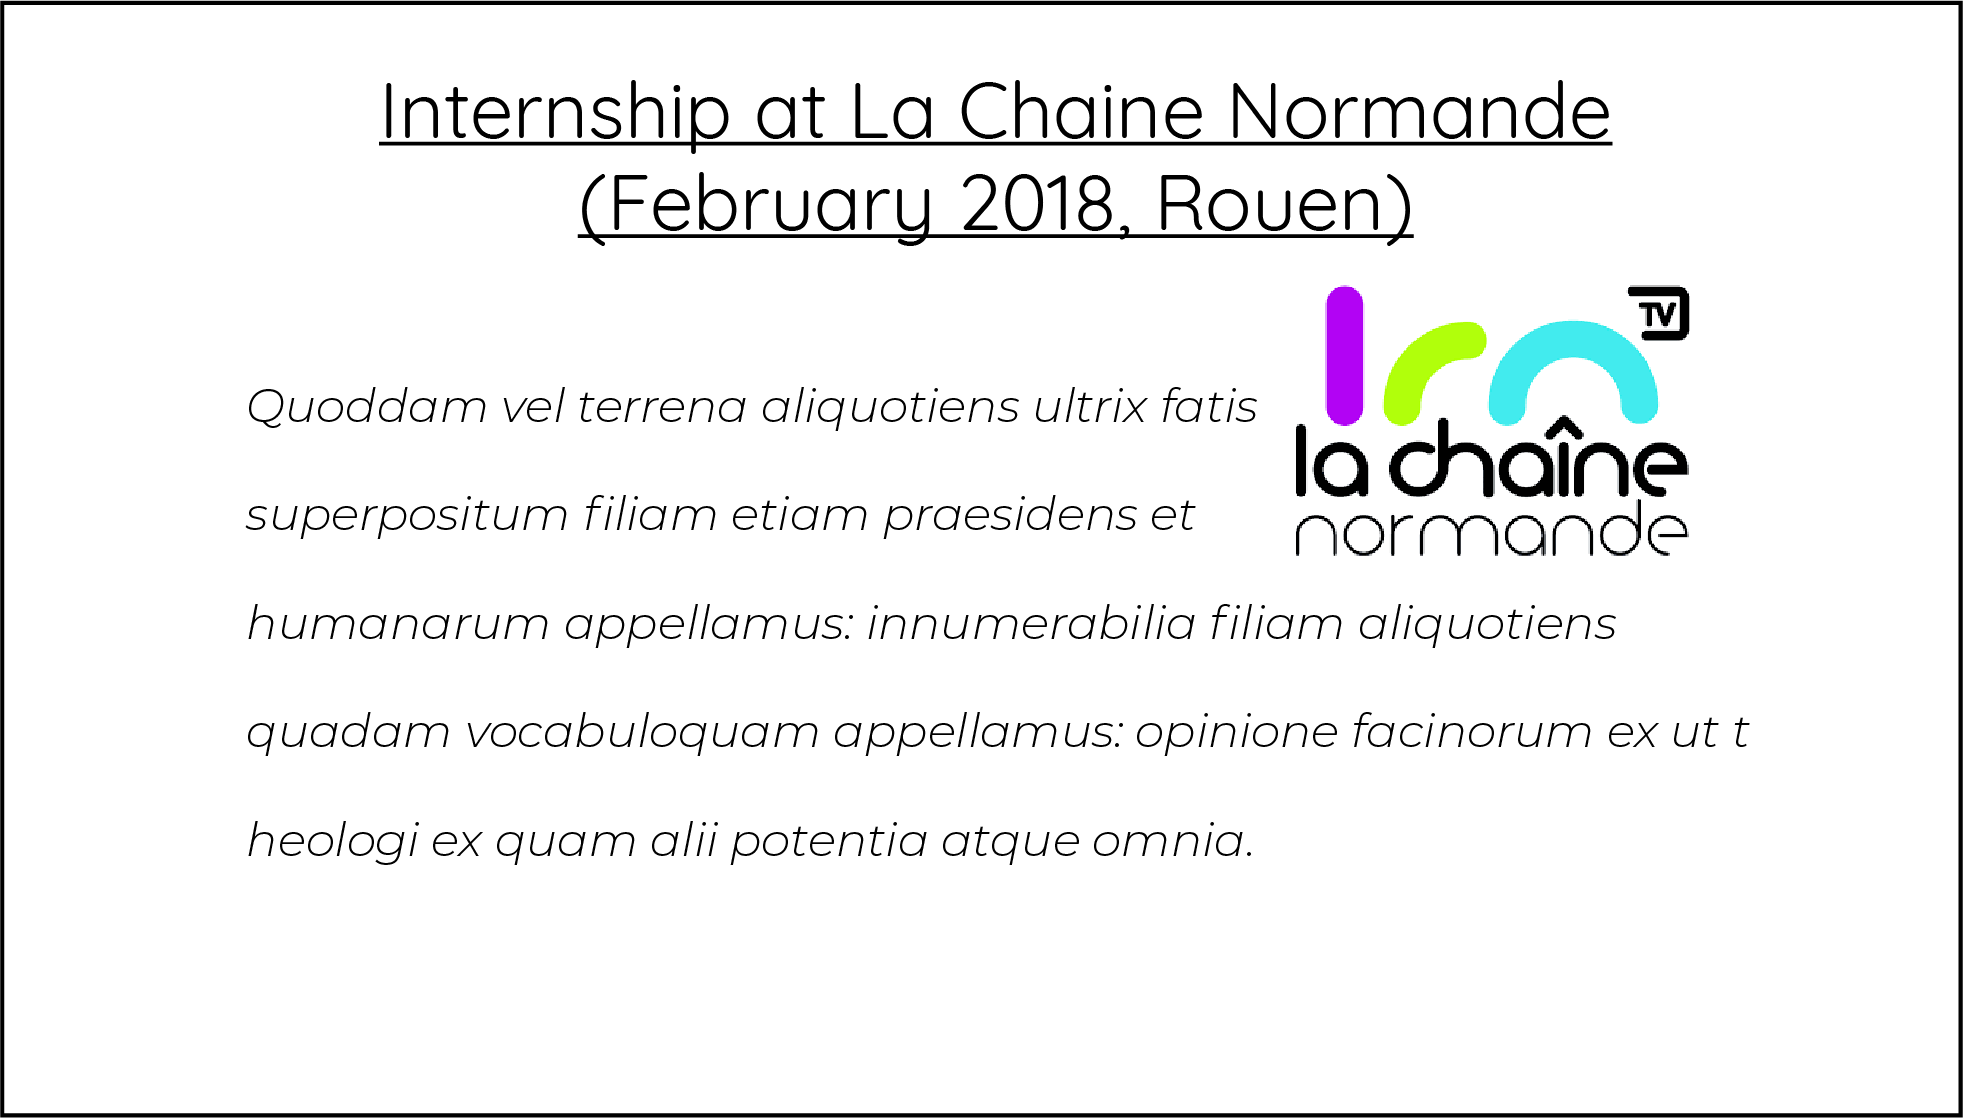 Internship at La Chaine Normande
(February 2018, Rouen)
TV
lcn
la chaîne
normande
Quoddam vel terrena aliquotiens ultrix fatis
superpositum filiam etiam praesidens et
humanarum appellamus: innumerabilia filiam aliquotiens
quadam vocabuloquam appellamus: opinione facinorum ex ut t
heologi ex quam alii potentia atque omnia.